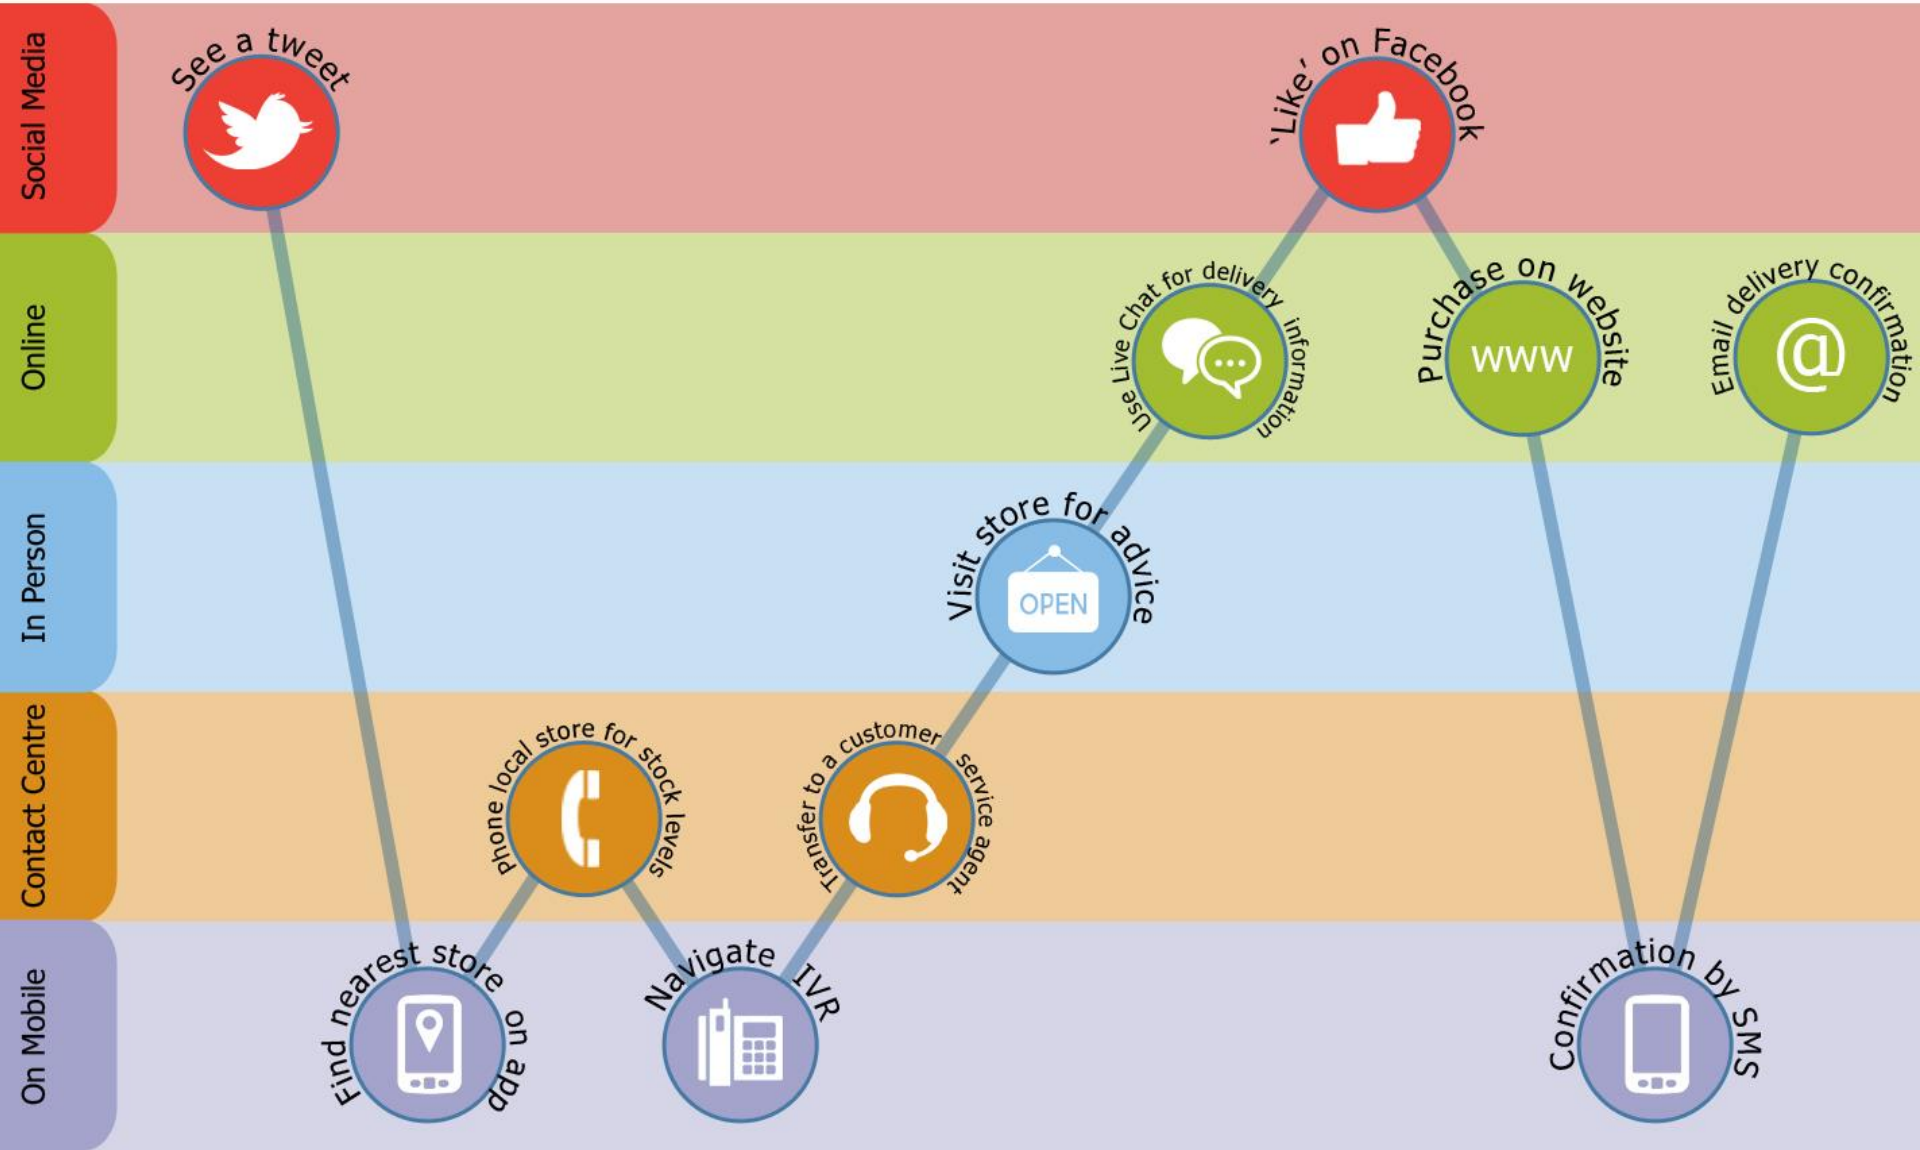 Social Media
See a tweet
‘Like’ on Facebook
Online
Use Live Chat for delivery information
Purchase on website
www
Email delivery confirmation
@
In Person
Visit store for advice
OPEN
Contact Centre
Phone local store for stock levels
Transfer to a customer service agent
On Mobile
Find nearest store on app
Navigate IVR
Confirmation by SMS